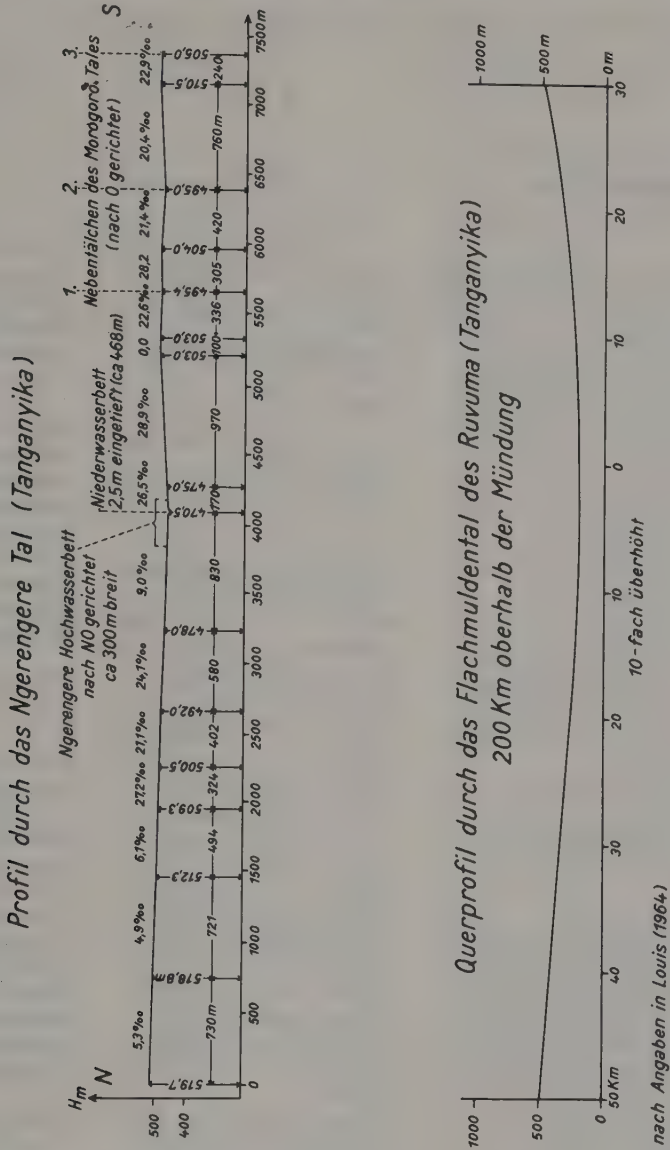 Profil durch das Ngerengere Tal (Tanganyika)
Ngerengere Hochwasserbett
nach NO gerichtet
ca 300m breit
Niederwasserbett
2,5m eingetieft (ca 468m)
1. 2. 3.
Nebentälchen des Morogoro Tales
(nach O gerichtet)
Hm N S
5,3‰ 4,9‰ 6,1‰ 27,2‰ 21,1‰ 24,1‰ 9,0‰ 26,5‰ 28,9‰ 0,0 22,6‰ 28,2 21,4‰ 20,4‰ 22,9‰
500
400
519,7 518,8m 512,3 509,3 500,5 492,0 478,0 470,5 475,0 503,0 503,0 495,4 504,0 495,0 510,5 505,0
730m 721 494 324 402 580 830 170 970 100 336 305 420 760m 240
0 500 1000 1500 2000 2500 3000 3500 4000 4500 5000 5500 6000 6500 7000 7500m
Querprofil durch das Flachmuldental des Ruvuma (Tanganyika)
200 Km oberhalb der Mündung
1000 1000m
500 500m
0 0m
50Km 40 30 20 10 0 10 20 30
10-fach überhöht
nach Angaben in Louis (1964)